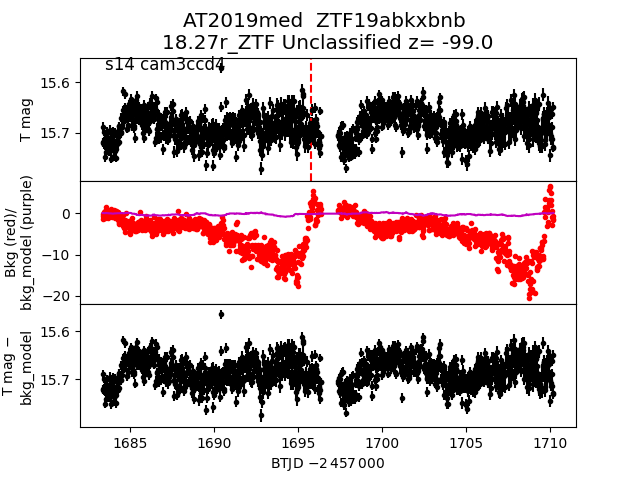 AT2019med  ZTF19abkxbnb
18.27r_ZTF Unclassified z= -99.0
s14 cam3ccd4
15.6
15.7
T mag
0
−10
−20
Bkg (red)/
bkg_model (purple)
15.6
15.7
T mag −
bkg_model
1685
1690
1695
1700
1705
1710
BTJD −2 457 000